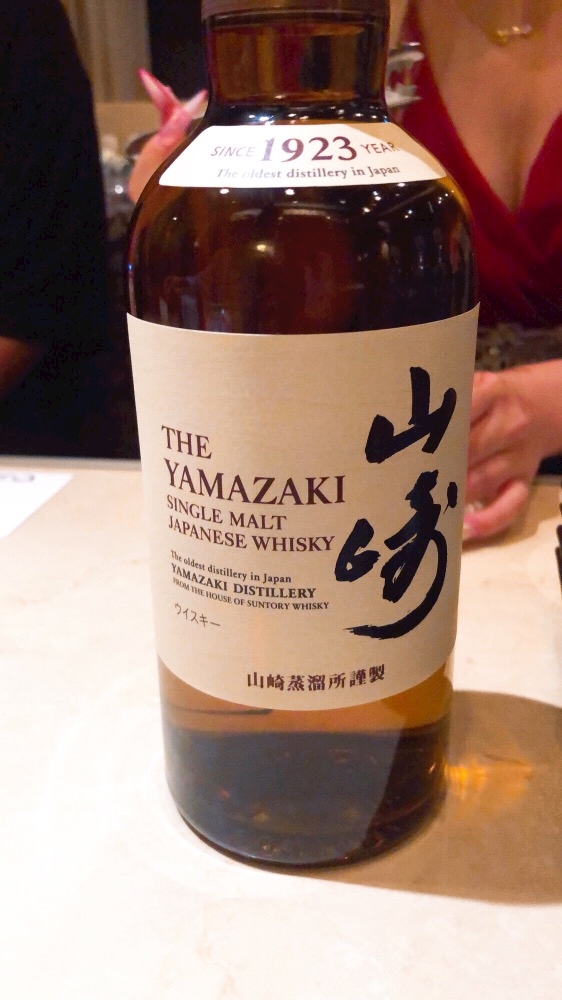 SINCE 1923 YEAR
The oldest distillery in Japan
山崎
THE
YAMAZAKI
SINGLE MALT
JAPANESE WHISKY
The oldest distillery in Japan
YAMAZAKI DISTILLERY
FROM THE HOUSE OF SUNTORY WHISKY
ウイスキー
山崎蒸溜所謹製